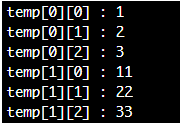 temp[0][0] : 1
temp[0][1] : 2
temp[0][2] : 3
temp[1][0] : 11
temp[1][1] : 22
temp[1][2] : 33